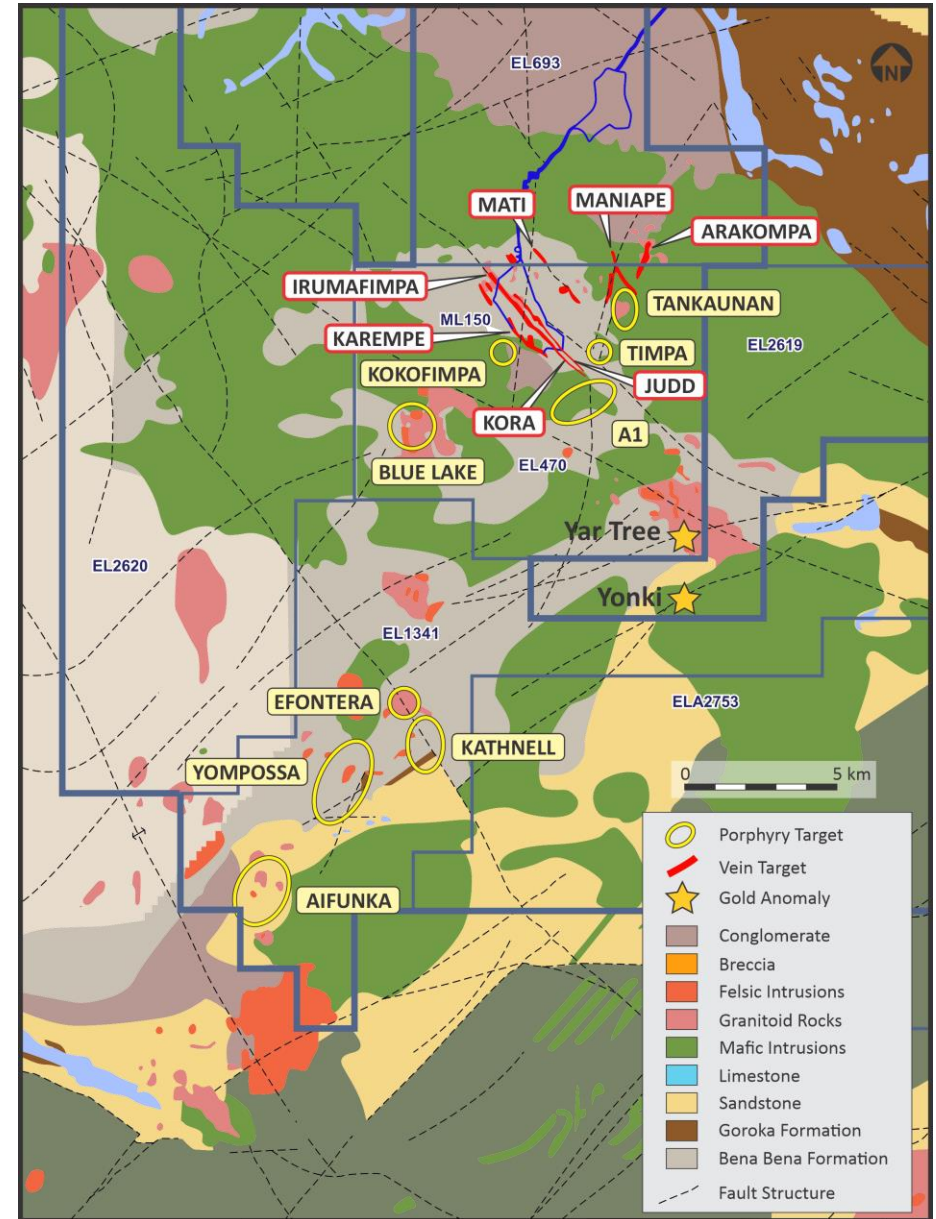 EL693
N
MATI
MANIAPE
ARAKOMPA
IRUMAFIMPA
TANKAUNAN
ML150
KAREMPE
TIMPA
EL2619
KOKOFIMPA
JUDD
KORA
A1
BLUE LAKE
EL470
Yar Tree
EL2620
Yonki
EL1341
EFONTERA
ELA2753
KATHNELL
YOMPOSSA
0 5 km
AIFUNKA
Porphyry Target
Vein Target
Gold Anomaly
Conglomerate
Breccia
Felsic Intrusions
Granitoid Rocks
Mafic Intrusions
Limestone
Sandstone
Goroka Formation
Bena Bena Formation
Fault Structure